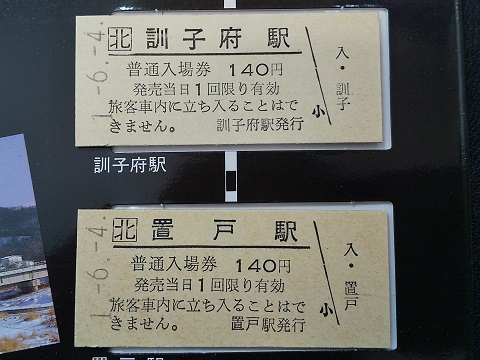 1.-6.-4
北 訓子府駅
普通入場券 140円
発売当日1回限り有効
旅客車内に立ち入ることはで
きません。 訓子府駅発行
小
入・訓子
訓子府駅
1.-6.-4
北 置戸駅
普通入場券 140円
発売当日1回限り有効
旅客車内に立ち入ることはで
きません。 置戸駅発行
小
入・置戸